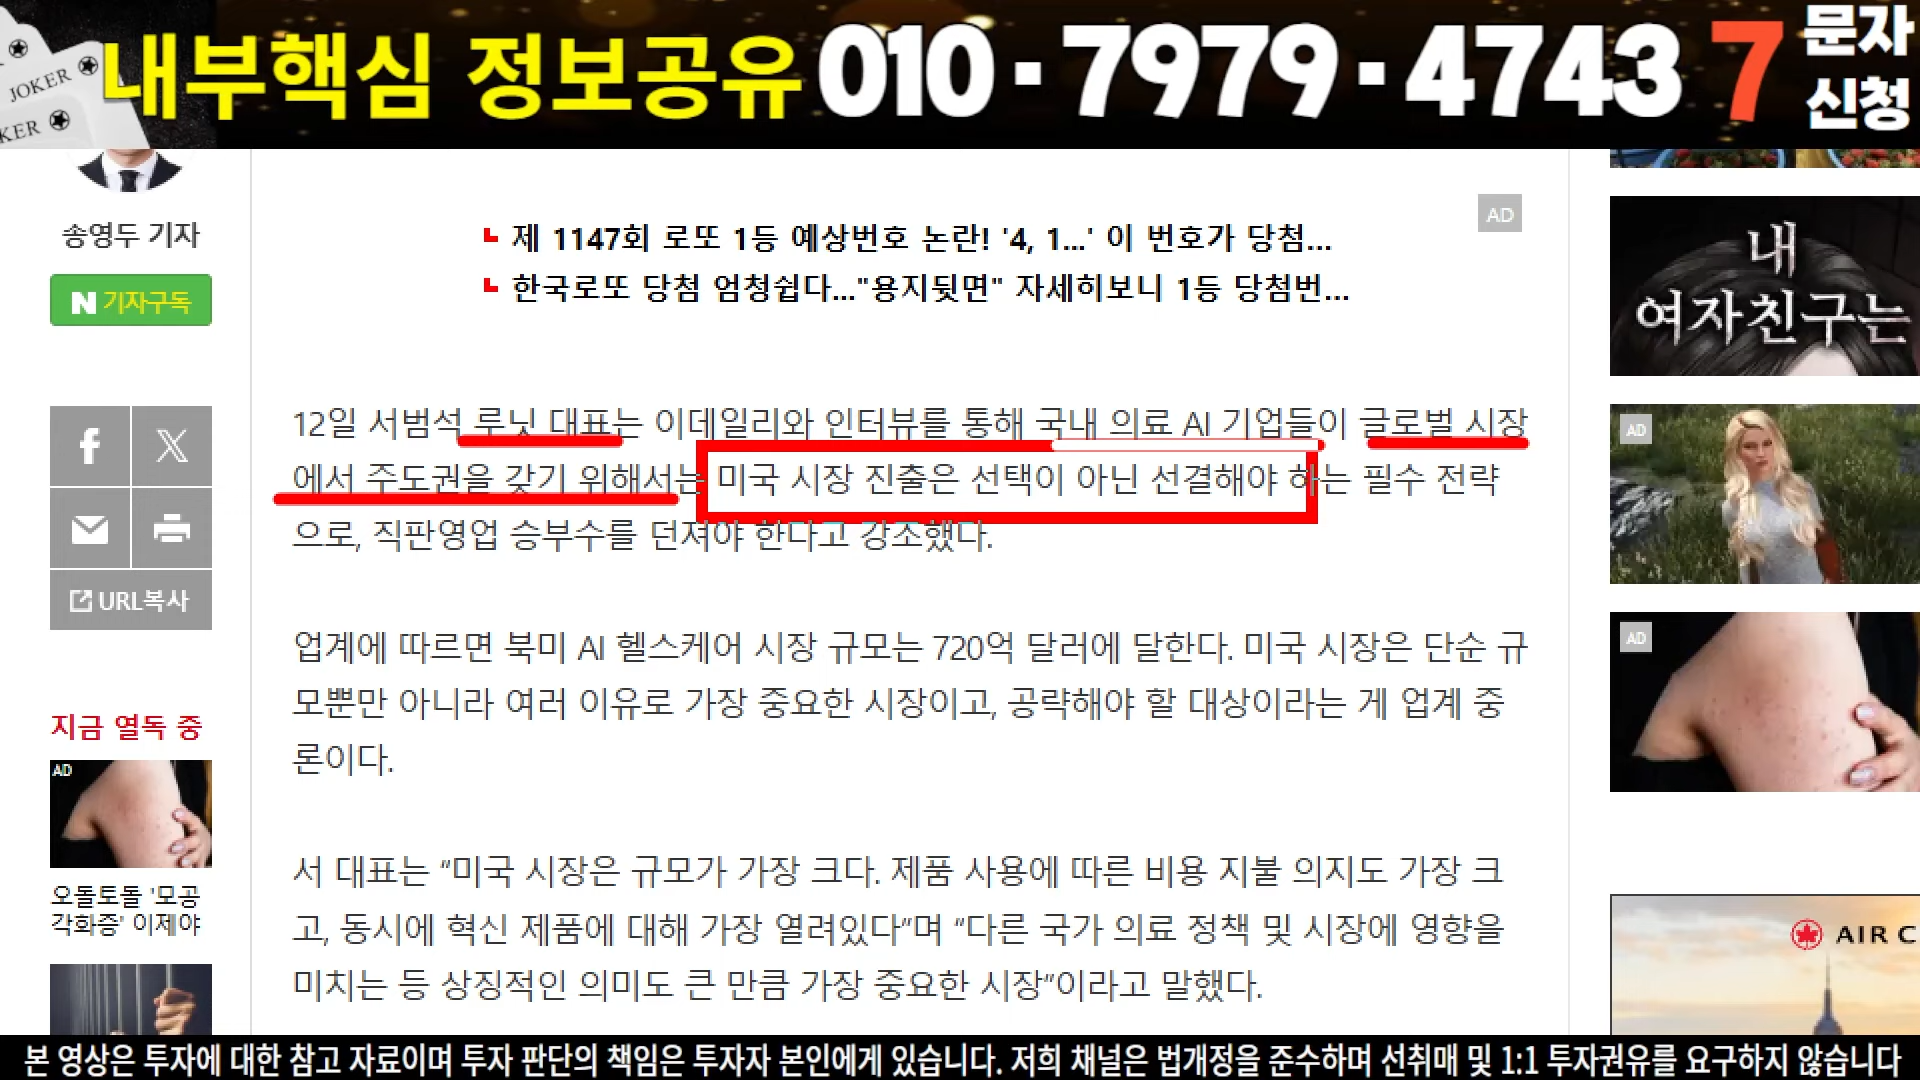 JOKER
KER
내부핵심 정보공유 010-7979-4743 7 문자
신청
송영두 기자
N 기자구독
AD
제 1147회 로또 1등 예상번호 논란! '4, 1...' 이 번호가 당첨...
한국로또 당첨 엄청쉽다..."용지뒷면" 자세히보니 1등 당첨번...
12일 서범석 루닛 대표는 이데일리와 인터뷰를 통해 국내 의료 AI 기업들이 글로벌 시장
에서 주도권을 갖기 위해서는 미국 시장 진출은 선택이 아닌 선결해야 하는 필수 전략
으로, 직판영업 승부수를 던져야 한다고 강조했다.
업계에 따르면 북미 AI 헬스케어 시장 규모는 720억 달러에 달한다. 미국 시장은 단순 규
모뿐만 아니라 여러 이유로 가장 중요한 시장이고, 공략해야 할 대상이라는 게 업계 중
론이다.
서 대표는 “미국 시장은 규모가 가장 크다. 제품 사용에 따른 비용 지불 의지도 가장 크
고, 동시에 혁신 제품에 대해 가장 열려있다”며 “다른 국가 의료 정책 및 시장에 영향을
미치는 등 상징적인 의미도 큰 만큼 가장 중요한 시장”이라고 말했다.
URL복사
지금 열독 중
AD
오돌토돌 '모공
각화증' 이제야
내
여자친구는
AD
AD
AIR C
본 영상은 투자에 대한 참고 자료이며 투자 판단의 책임은 투자자 본인에게 있습니다. 저희 채널은 법개정을 준수하며 선취매 및 1:1 투자권유를 요구하지 않습니다